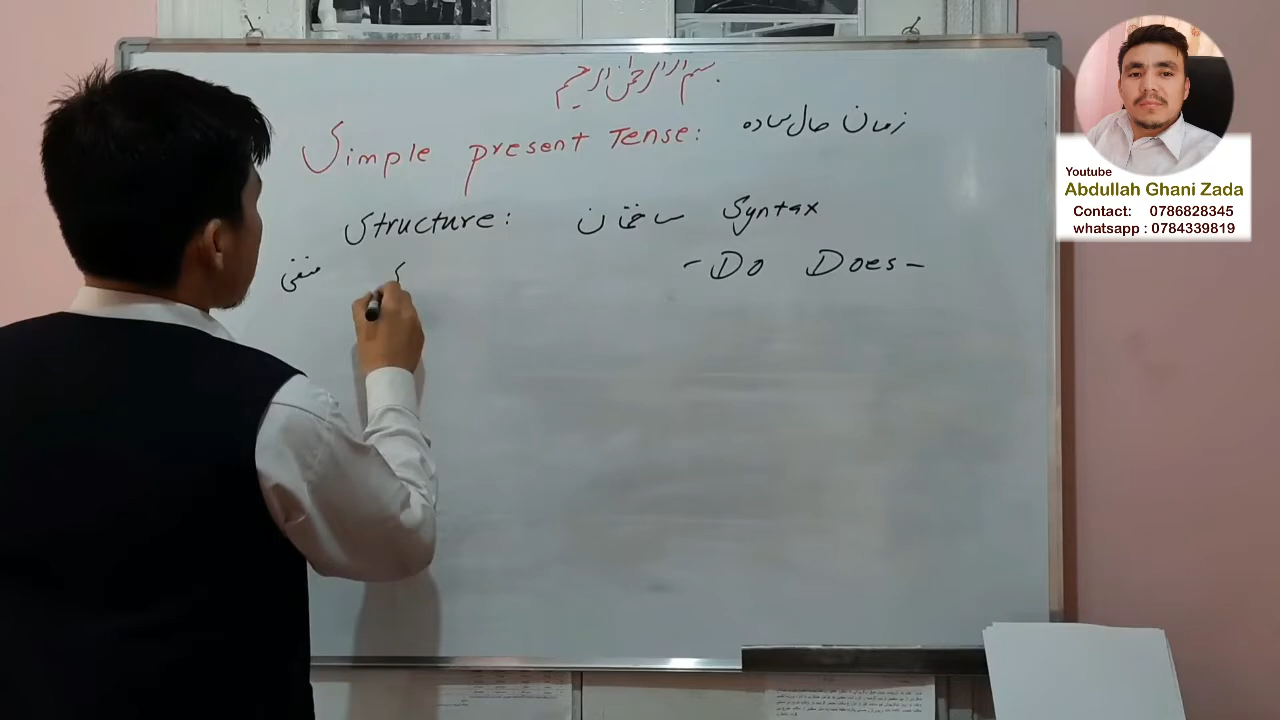 بسم الله الرحمن الرحیم
Simple present Tense: زمان حال ساده
Structure: ساختمان Syntax
منفی - Do Does -
Youtube
Abdullah Ghani Zada
Contact: 0786828345
whatsapp : 0784339819